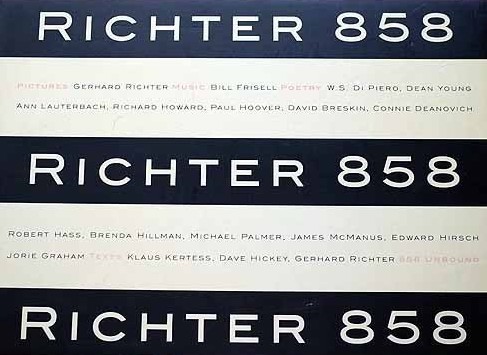 RICHTER 858
PICTURES GERHARD RICHTER MUSIC BILL FRISELL POETRY W.S. DI PIERO, DEAN YOUNG
ANN LAUTERBACH, RICHARD HOWARD, PAUL HOOVER, DAVID BRESKIN, CONNIE DEANOVICH,
RICHTER 858
ROBERT HASS, BRENDA HILLMAN, MICHAEL PALMER, JAMES MCMANUS, EDWARD HIRSCH
JORIE GRAHAM TEXTS KLAUS KERTESS, DAVE HICKEY, GERHARD RICHTER 858 UNBOUND
RICHTER 858